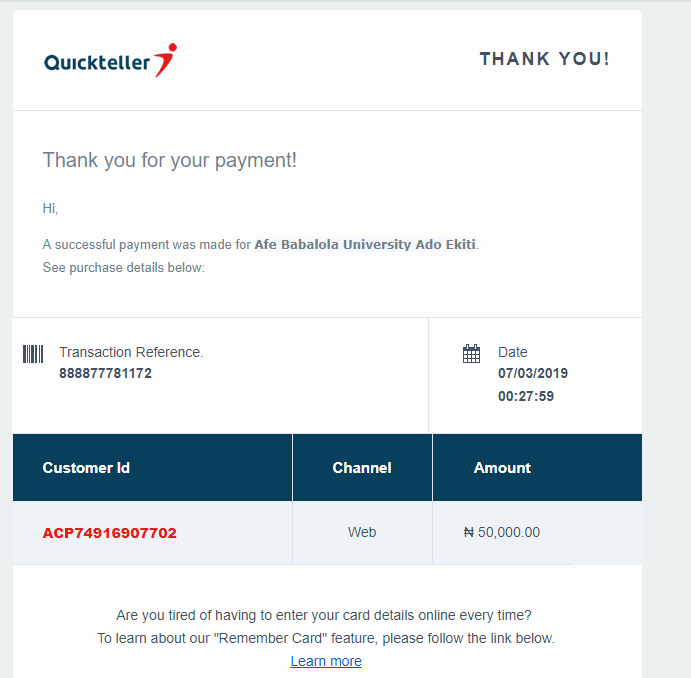 Quickteller
THANK YOU!
Thank you for your payment!
Hi,
A successful payment was made for Afe Babalola University Ado Ekiti.
See purchase details below:
Transaction Reference.
888877781172
Date
07/03/2019
00:27:59
Customer Id
Channel
Amount
ACP74916907702
Web
₦ 50,000.00
Are you tired of having to enter your card details online every time?
To learn about our "Remember Card" feature, please follow the link below.
Learn more